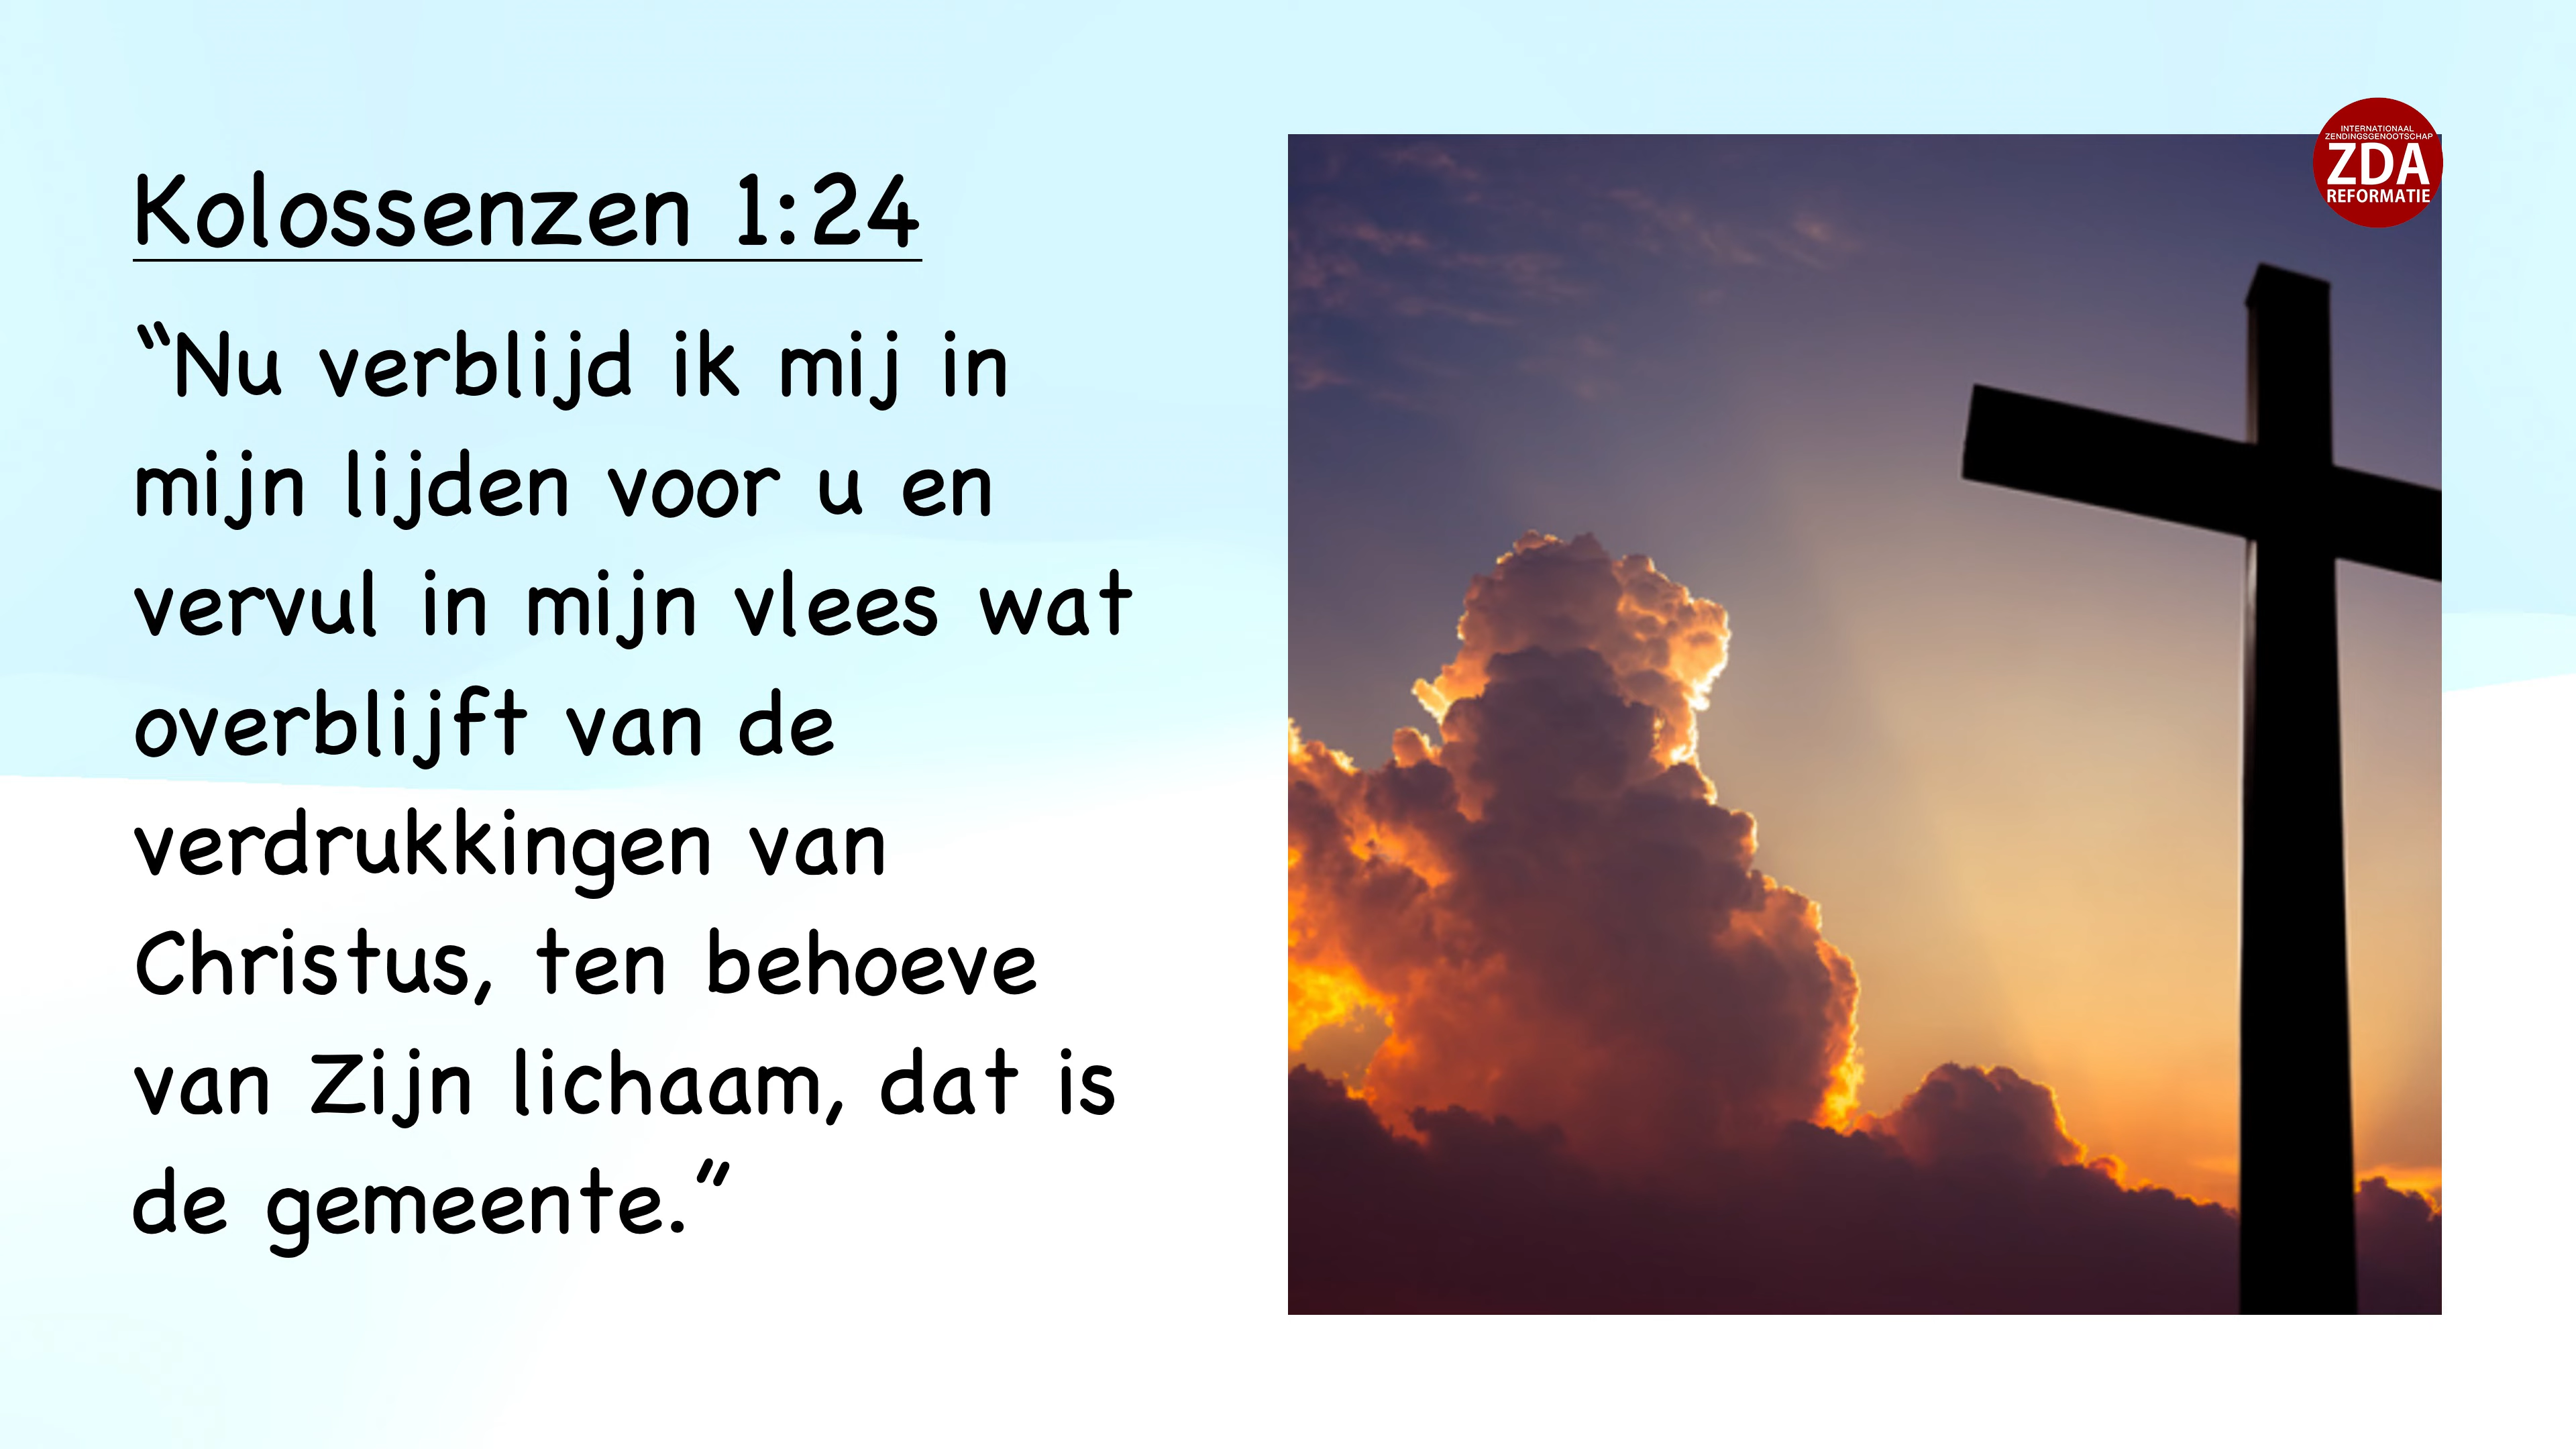 Kolossenzen 1:24
“Nu verblijd ik mij in
mijn lijden voor u en
vervul in mijn vlees wat
overblijft van de
verdrukkingen van
Christus, ten behoeve
van Zijn lichaam, dat is
de gemeente.”
INTERNATIONAAL
ZENDINGSGENOOTSCHAP
ZDA
REFORMATIE